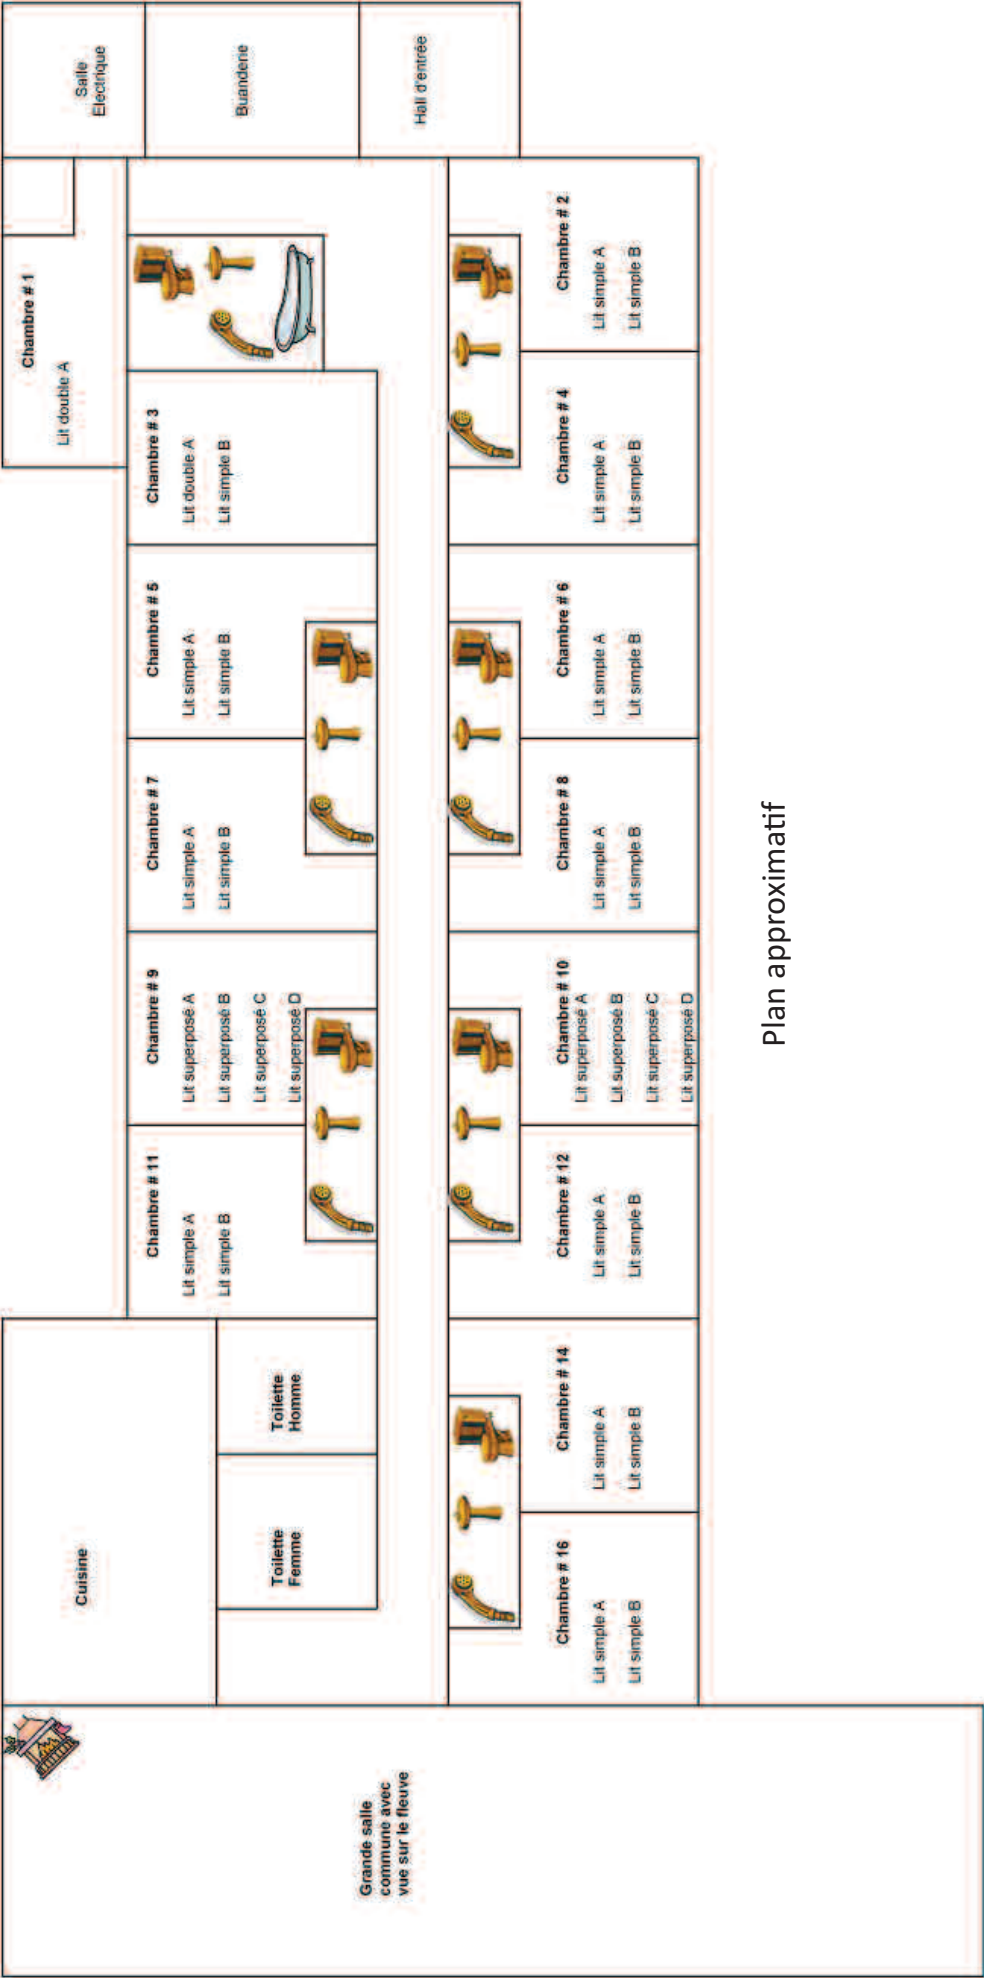 Grande salle
commune avec
vue sur le fleuve
Cuisine
Toilette
Femme
Toilette
Homme
Chambre # 11
Lit simple A
Lit simple B
Chambre # 9
Lit superposé A
Lit superposé B
Lit superposé C
Lit superposé D
Chambre # 7
Lit simple A
Lit simple B
Chambre # 5
Lit simple A
Lit simple B
Chambre # 3
Lit double A
Lit simple B
Chambre # 1
Lit double A
Salle
Electrique
Buanderie
Hall d'entrée
Chambre # 16
Lit simple A
Lit simple B
Chambre # 14
Lit simple A
Lit simple B
Chambre # 12
Lit simple A
Lit simple B
Chambre # 10
Lit superposé A
Lit superposé B
Lit superposé C
Lit superposé D
Chambre # 8
Lit simple A
Lit simple B
Chambre # 6
Lit simple A
Lit simple B
Chambre # 4
Lit simple A
Lit simple B
Chambre # 2
Lit simple A
Lit simple B
Plan approximatif